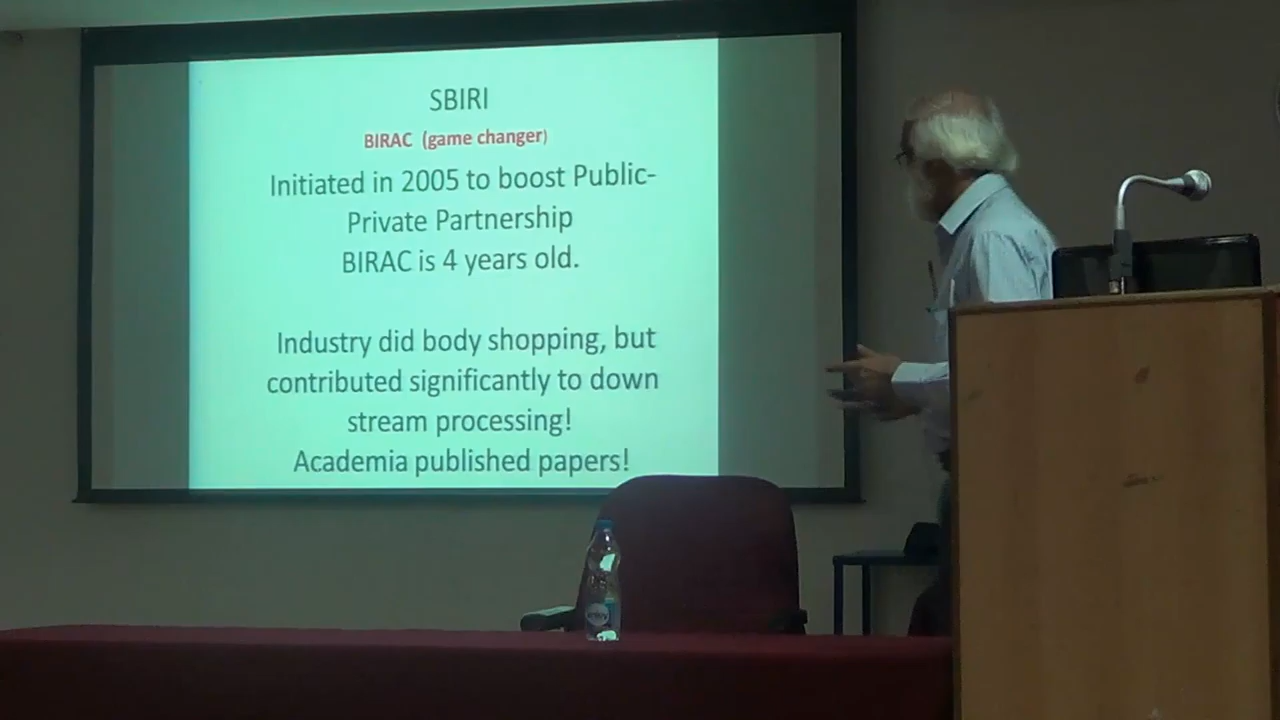 SBIRI
BIRAC (game changer)
Initiated in 2005 to boost Public-
Private Partnership
BIRAC is 4 years old.
Industry did body shopping, but
contributed significantly to down
stream processing!
Academia published papers!